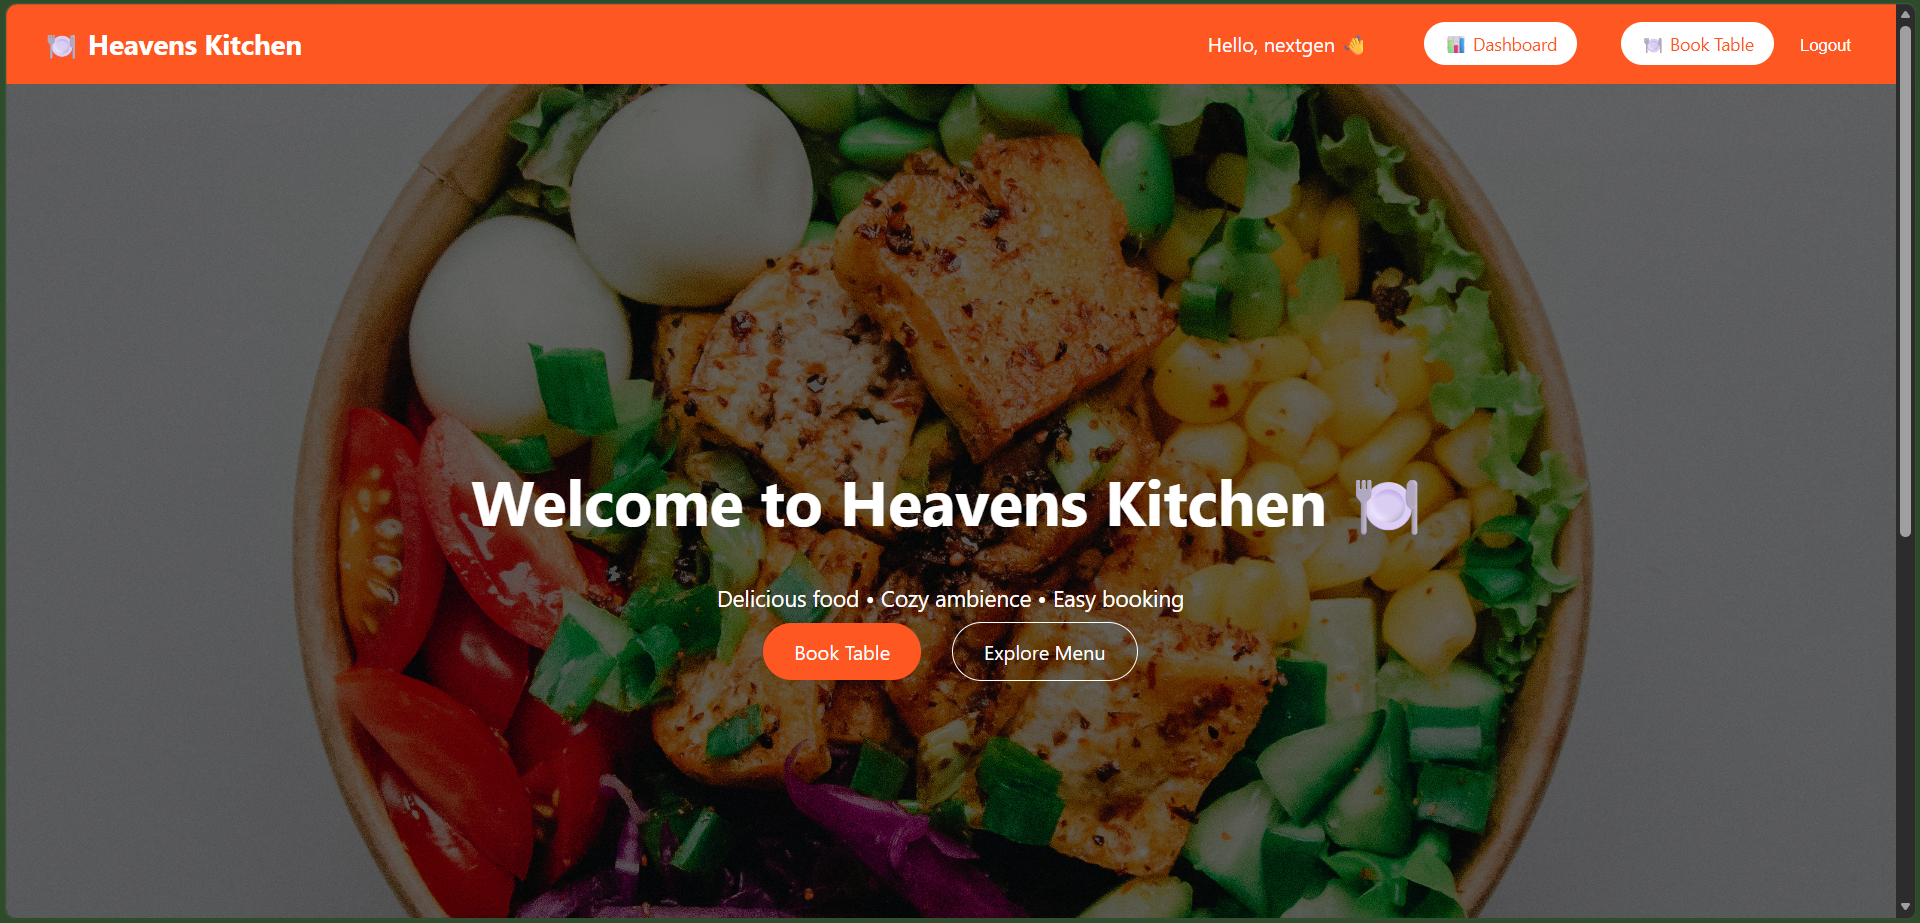 🍽️ Heavens Kitchen
Hello, nextgen 👋
📊 Dashboard
🍽️ Book Table
Logout
Welcome to Heavens Kitchen 🍽️
Delicious food • Cozy ambience • Easy booking
Book Table
Explore Menu